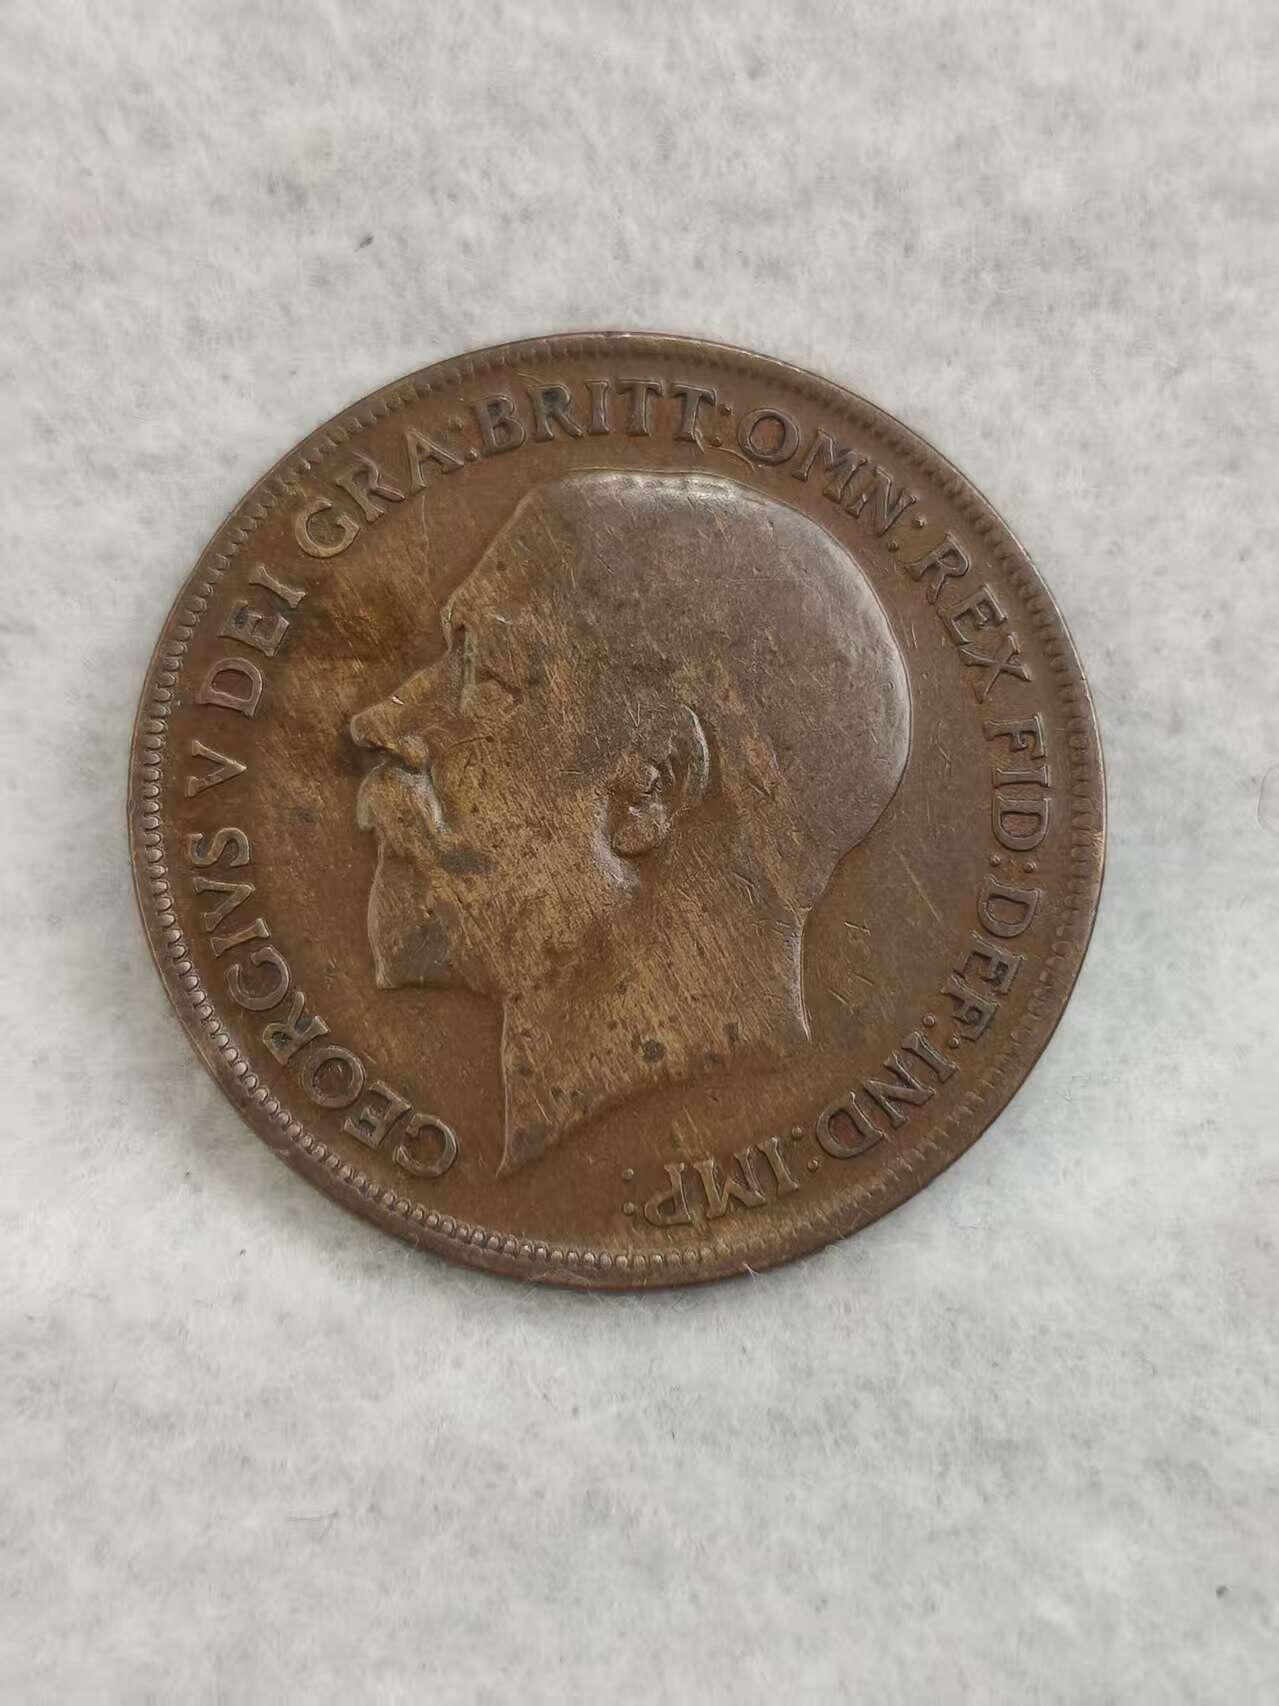 GEORGIVS V DEI GRA:BRITT:OMN:REX FID:DEF:IND:IMP: